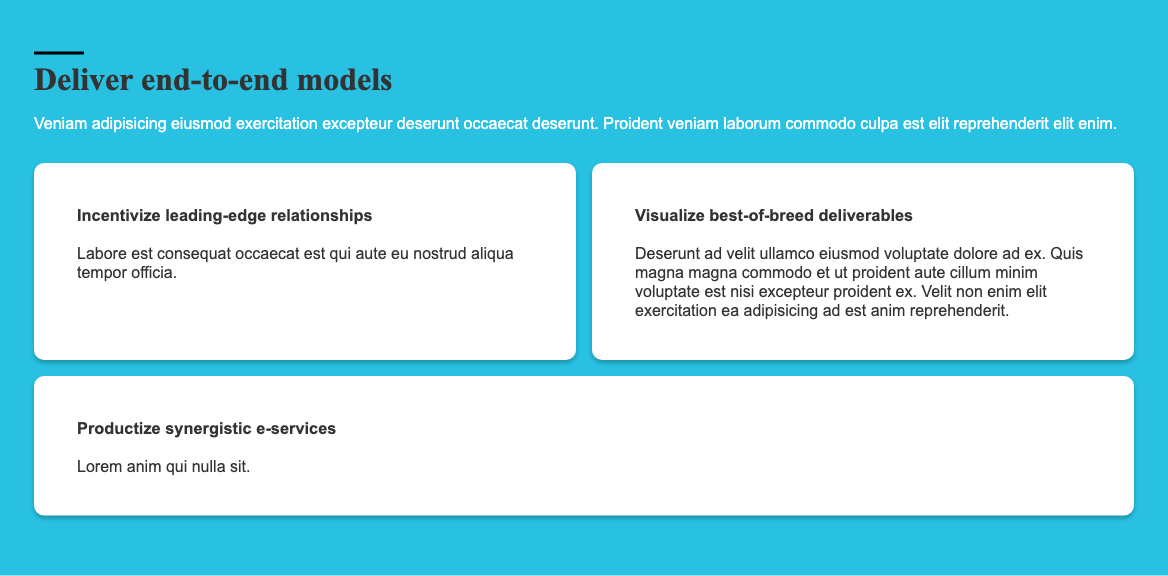 Deliver end-to-end models
Veniam adipisicing eiusmod exercitation excepteur deserunt occaecat deserunt. Proident veniam laborum commodo culpa est elit reprehenderit elit enim.
Incentivize leading-edge relationships
Labore est consequat occaecat est qui aute eu nostrud aliqua
tempor officia.
Visualize best-of-breed deliverables
Deserunt ad velit ullamco eiusmod voluptate dolore ad ex. Quis
magna magna commodo et ut proident aute cillum minim
voluptate est nisi excepteur proident ex. Velit non enim elit
exercitation ea adipisicing ad est anim reprehenderit.
Productize synergistic e-services
Lorem anim qui nulla sit.